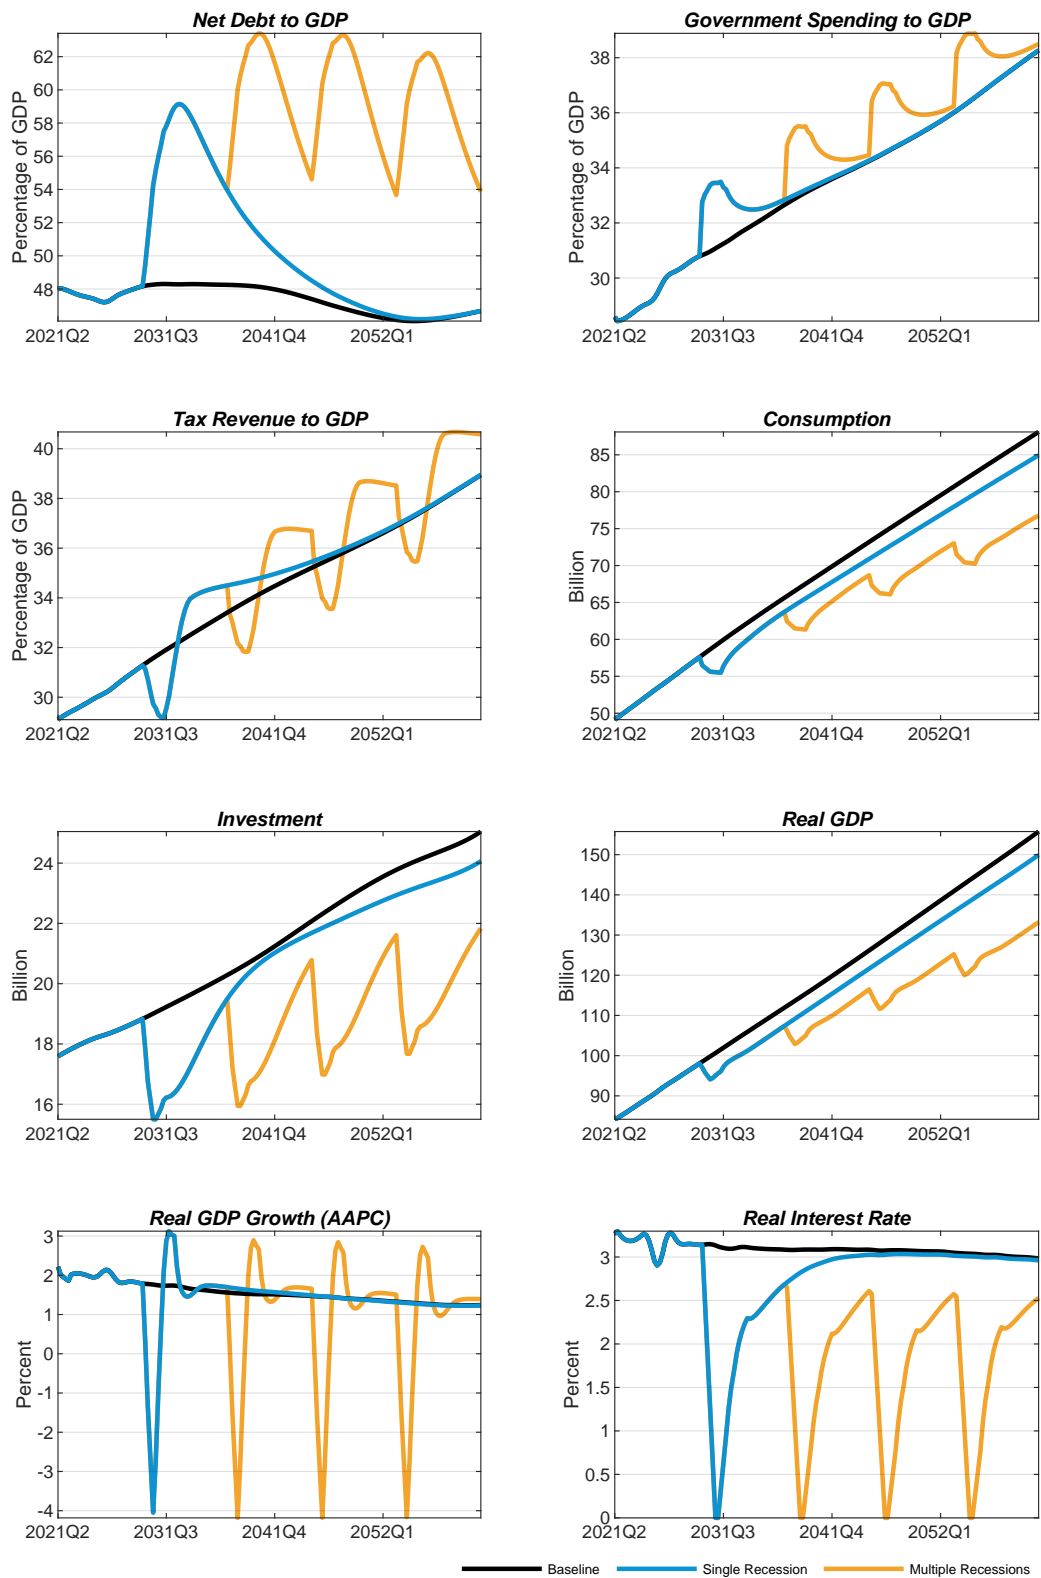 Net Debt to GDP
Percentage of GDP
62
60
58
56
54
52
50
48
2021Q2 2031Q3 2041Q4 2052Q1
Government Spending to GDP
Percentage of GDP
38
36
34
32
30
2021Q2 2031Q3 2041Q4 2052Q1
Tax Revenue to GDP
Percentage of GDP
40
38
36
34
32
30
2021Q2 2031Q3 2041Q4 2052Q1
Consumption
Billion
85
80
75
70
65
60
55
50
2021Q2 2031Q3 2041Q4 2052Q1
Investment
Billion
24
22
20
18
16
2021Q2 2031Q3 2041Q4 2052Q1
Real GDP
Billion
150
140
130
120
110
100
90
2021Q2 2031Q3 2041Q4 2052Q1
Real GDP Growth (AAPC)
Percent
3
2
1
0
-1
-2
-3
-4
2021Q2 2031Q3 2041Q4 2052Q1
Real Interest Rate
Percent
3
2.5
2
1.5
1
0.5
0
2021Q2 2031Q3 2041Q4 2052Q1
Baseline Single Recession Multiple Recessions